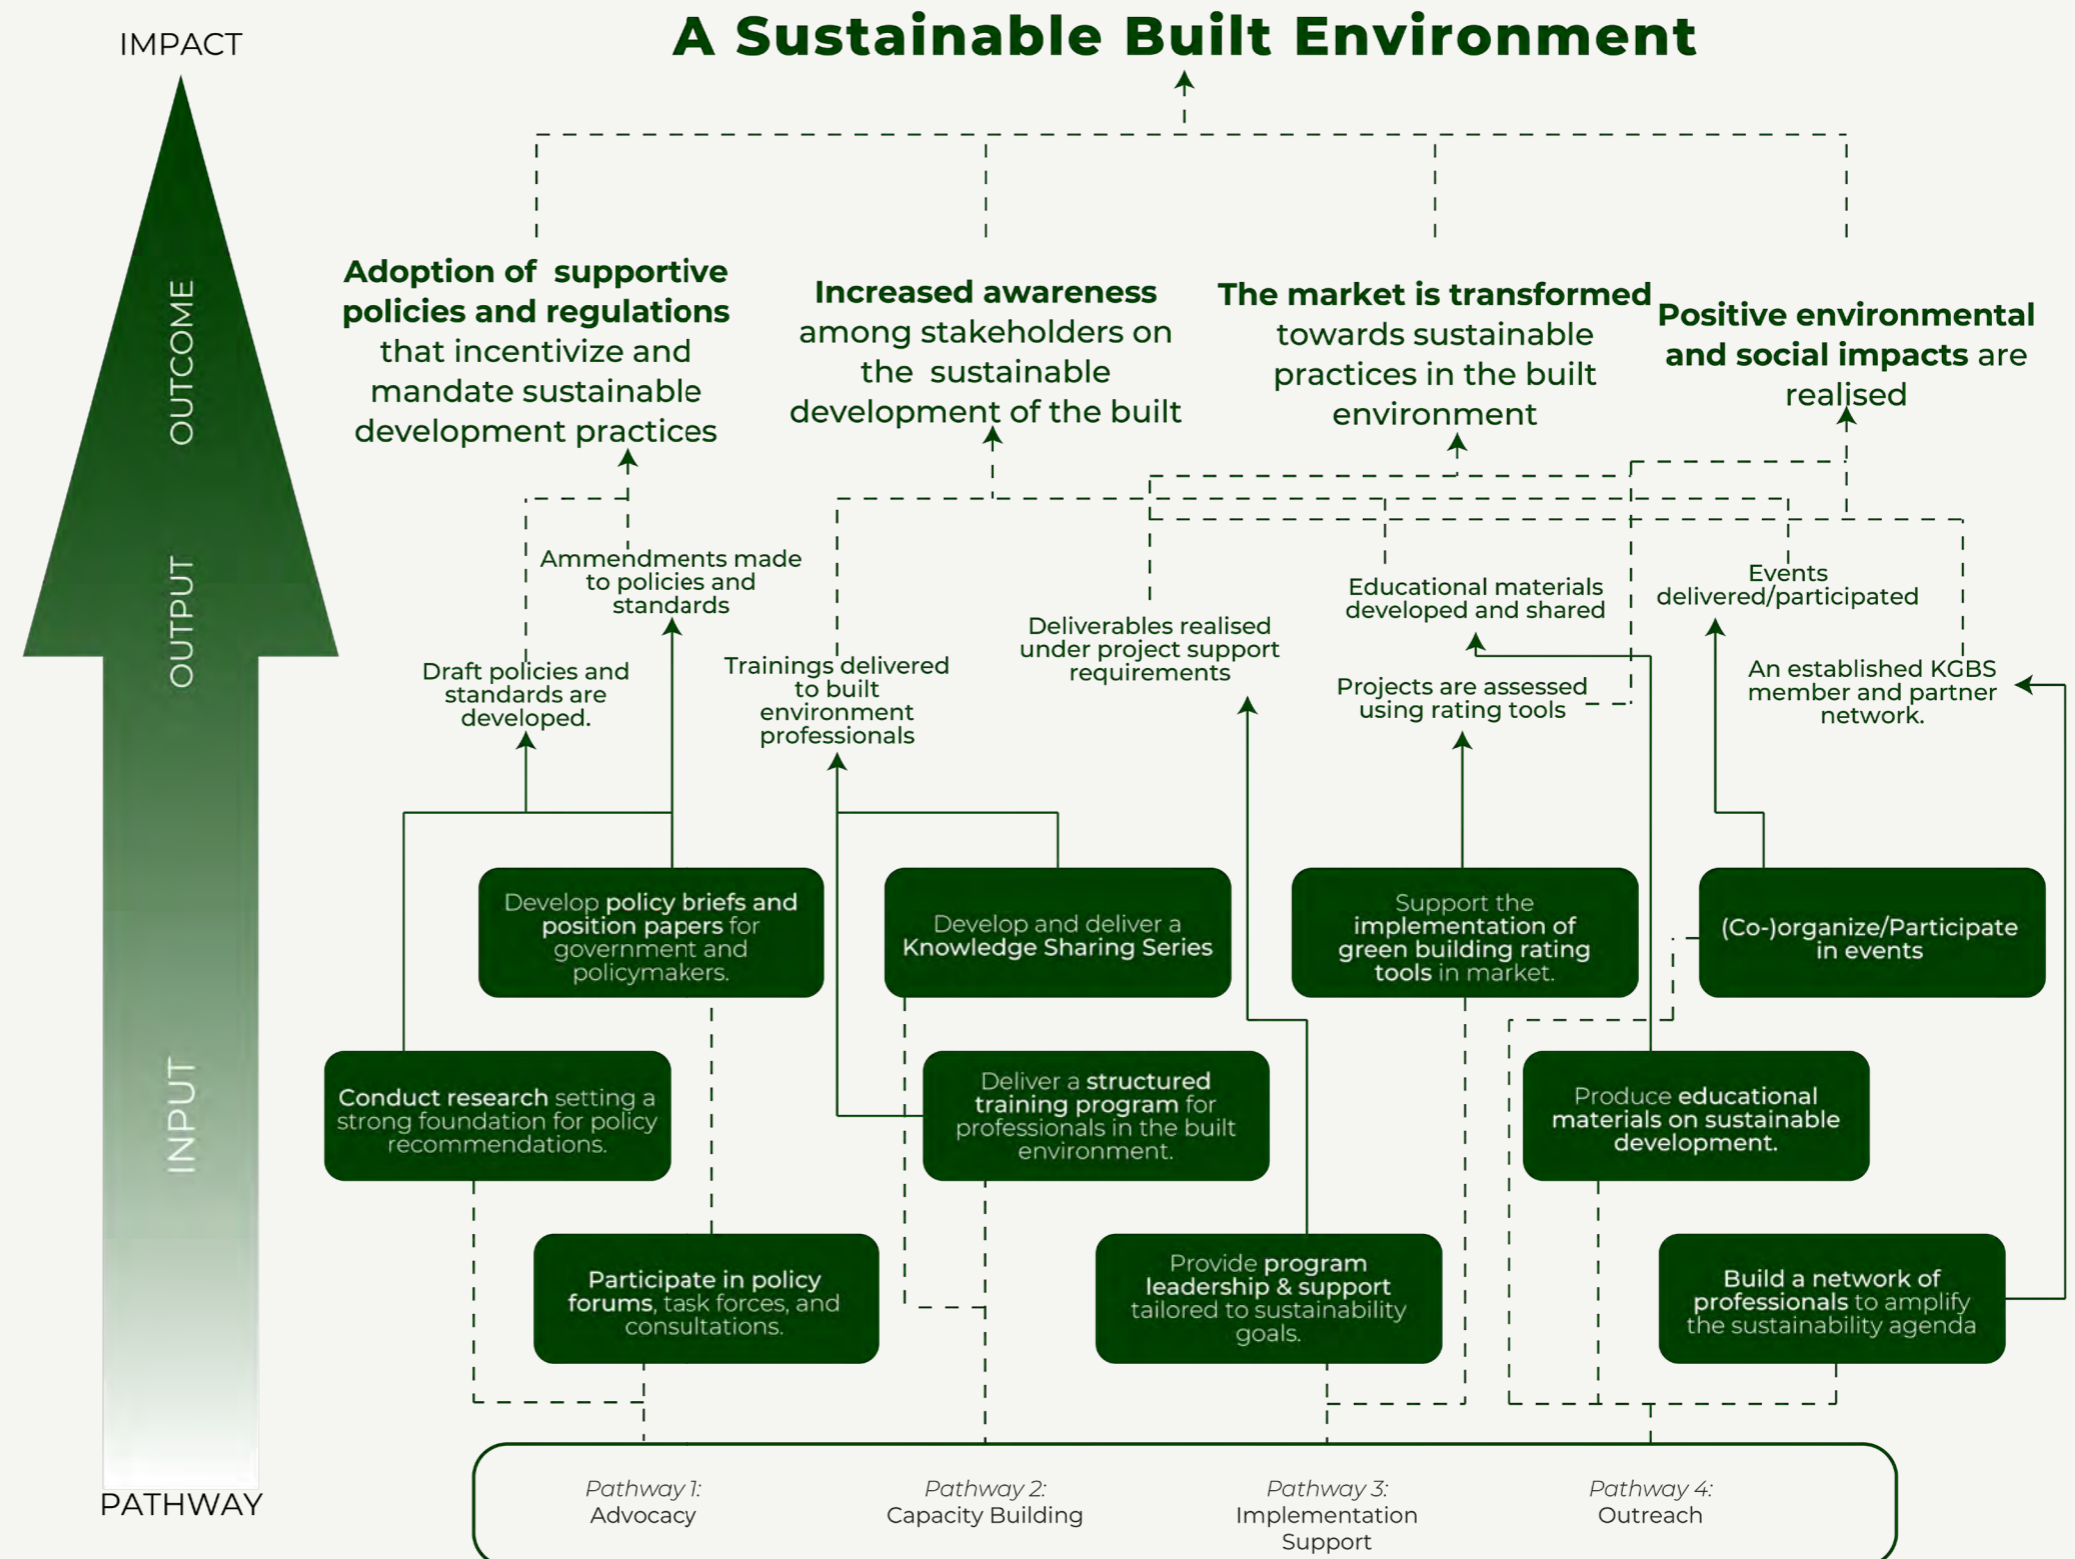 IMPACT
A Sustainable Built Environment
OUTCOME
Adoption of supportive
policies and regulations
that incentivize and
mandate sustainable
development practices
Increased awareness
among stakeholders on
the sustainable
development of the built
The market is transformed
towards sustainable
practices in the built
environment
Positive environmental
and social impacts are
realised
OUTPUT
Ammendments made
to policies and
standards
Draft policies and
standards are
developed.
Trainings delivered
to built
environment
professionals
Deliverables realised
under project support
requirements
Educational materials
developed and shared
Projects are assessed
using rating tools
Events
delivered/participated
An established KGBS
member and partner
network.
INPUT
Develop policy briefs and
position papers for
government and
policymakers.
Develop and deliver a
Knowledge Sharing Series
Support the
implementation of
green building rating
tools in market.
(Co-)organize/Participate
in events
Conduct research setting a
strong foundation for policy
recommendations.
Deliver a structured
training program for
professionals in the built
environment.
Produce educational
materials on sustainable
development.
Participate in policy
forums, task forces, and
consultations.
Provide program
leadership & support
tailored to sustainability
goals.
Build a network of
professionals to amplify
the sustainability agenda
PATHWAY
Pathway 1:
Advocacy
Pathway 2:
Capacity Building
Pathway 3:
Implementation
Support
Pathway 4:
Outreach